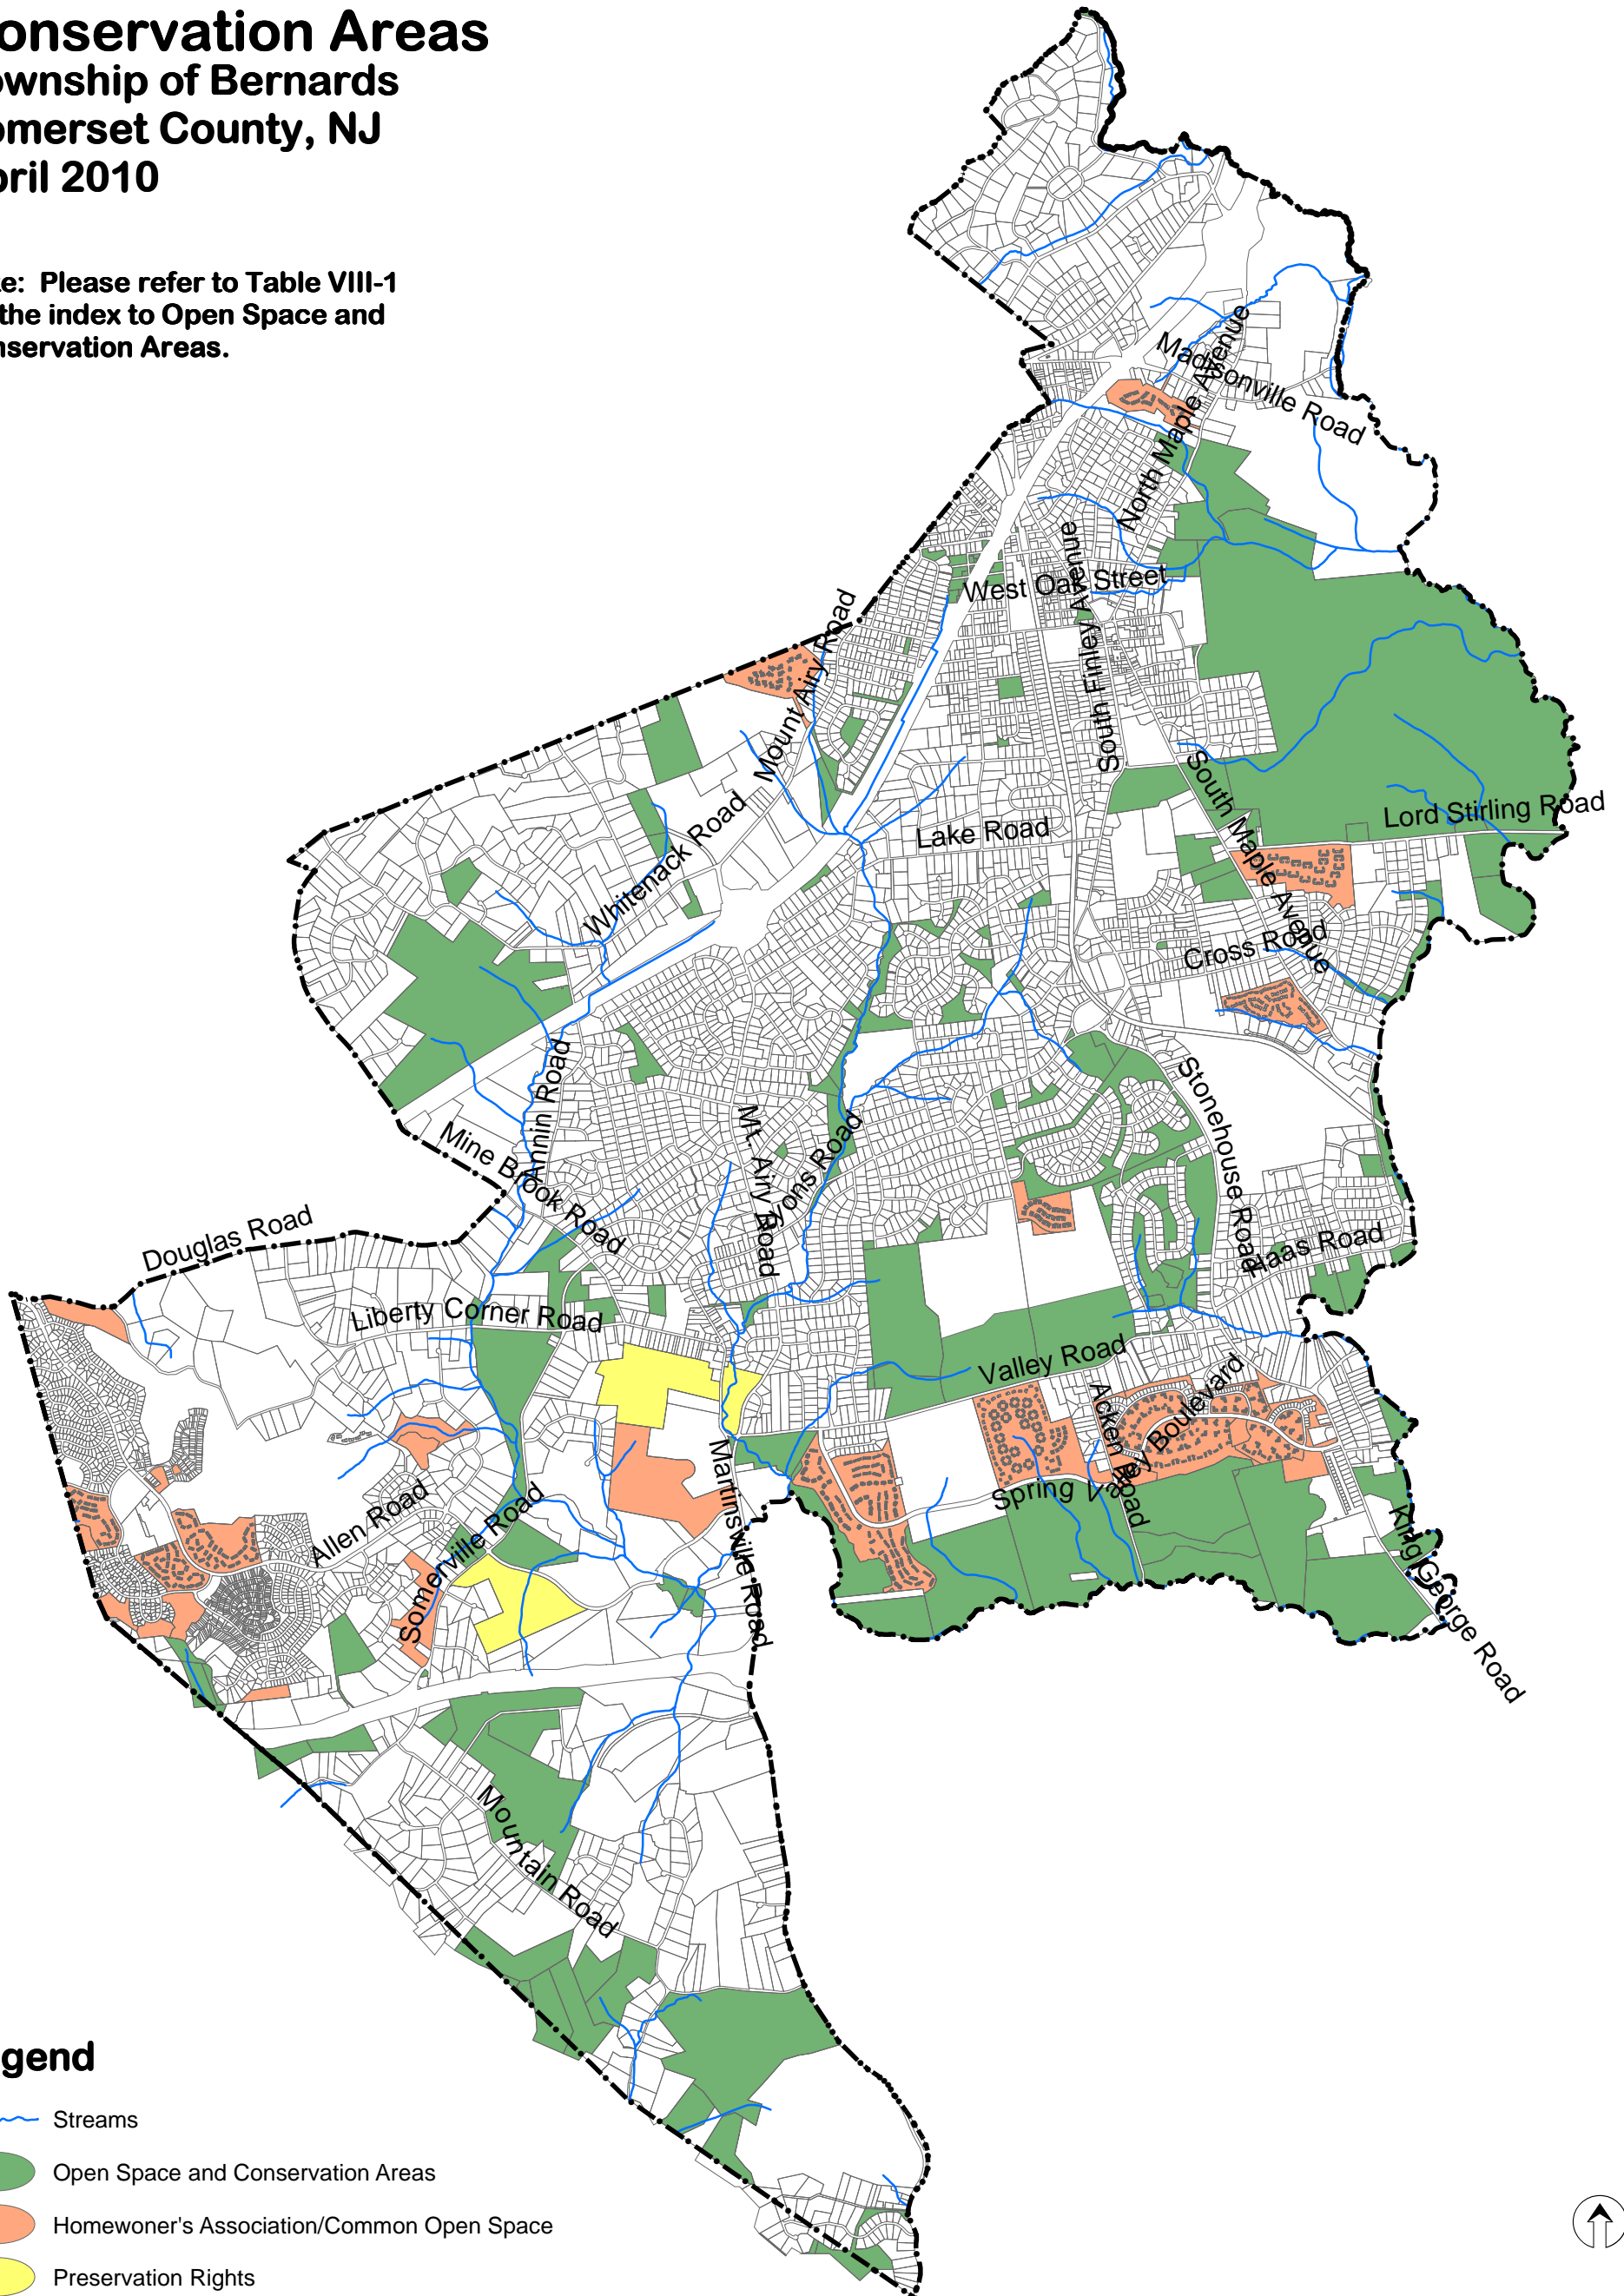 onservation Areas
ownship of Bernards
omerset County, NJ
pril 2010
te: Please refer to Table VIII-1
the index to Open Space and
nservation Areas.
Madisonville Road
North Maple Avenue
West Oak Street
South Finley Avenue
Mount Airy Road
Whitenack Road
South Maple Avenue
Lord Stirling Road
Lake Road
Cross Road
Annin Road
Mine Brook Road
Mt. Airy Road
Lyons Road
Stonehouse Road
Haas Road
Douglas Road
Liberty Corner Road
Valley Road
Acken Road
Spring Valley Boulevard
Martinsville Road
Allen Road
Somerville Road
King George Road
Mountain Road
gend
Streams
Open Space and Conservation Areas
Homewoner's Association/Common Open Space
Preservation Rights